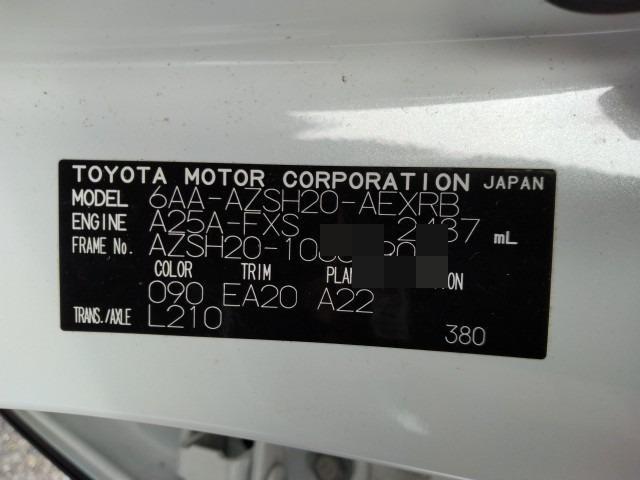 TOYOTA MOTOR CORPORATION JAPAN
MODEL 6AA-AZSH20-AEXRB
ENGINE A25A-FXS 2487 mL
FRAME No. AZSH20-
COLOR TRIM
090 EA20 A22
TRANS./AXLE L210
380